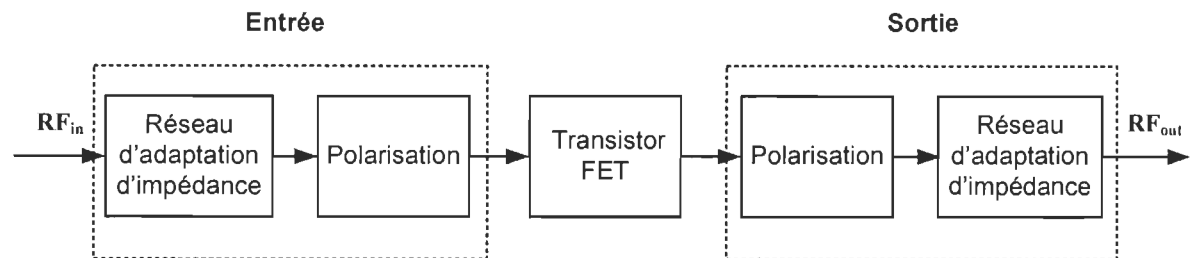 Entrée
Sortie
RFin
Réseau
d'adaptation
d'impédance
Polarisation
Transistor
FET
Polarisation
Réseau
d'adaptation
d'impédance
RFout